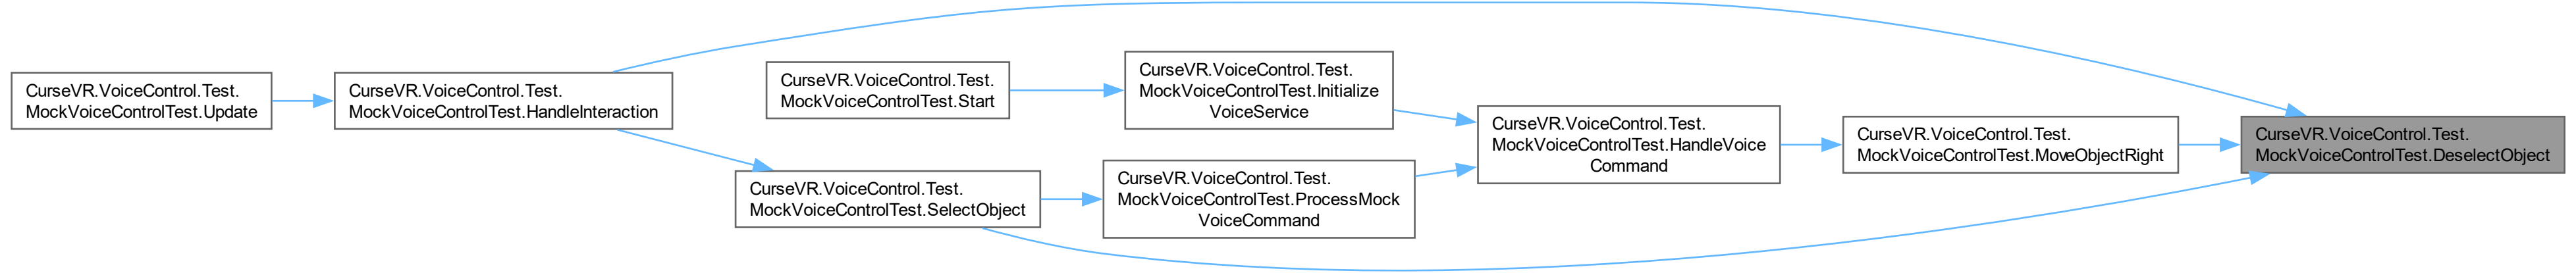 CurseVR.VoiceControl.Test.
MockVoiceControlTest.Update
CurseVR.VoiceControl.Test.
MockVoiceControlTest.HandleInteraction
CurseVR.VoiceControl.Test.
MockVoiceControlTest.Start
CurseVR.VoiceControl.Test.
MockVoiceControlTest.SelectObject
CurseVR.VoiceControl.Test.
MockVoiceControlTest.Initialize
VoiceService
CurseVR.VoiceControl.Test.
MockVoiceControlTest.ProcessMock
VoiceCommand
CurseVR.VoiceControl.Test.
MockVoiceControlTest.HandleVoice
Command
CurseVR.VoiceControl.Test.
MockVoiceControlTest.MoveObjectRight
CurseVR.VoiceControl.Test.
MockVoiceControlTest.DeselectObject